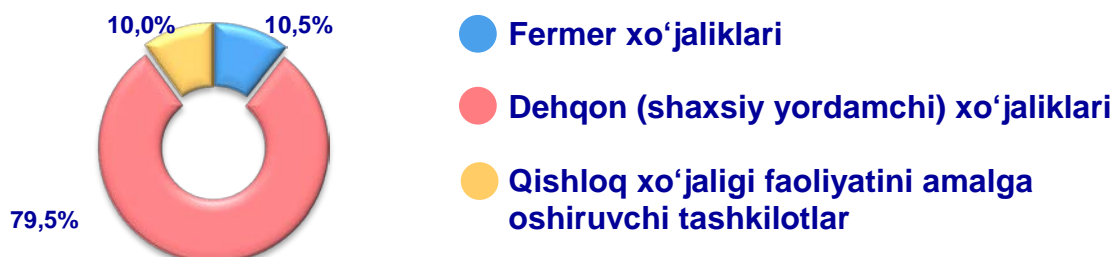 10,0%
10,5%
79,5%
Fermer xo‘jaliklari
Dehqon (shaxsiy yordamchi) xo‘jaliklari
Qishloq xo‘jaligi faoliyatini amalga
oshiruvchi tashkilotlar